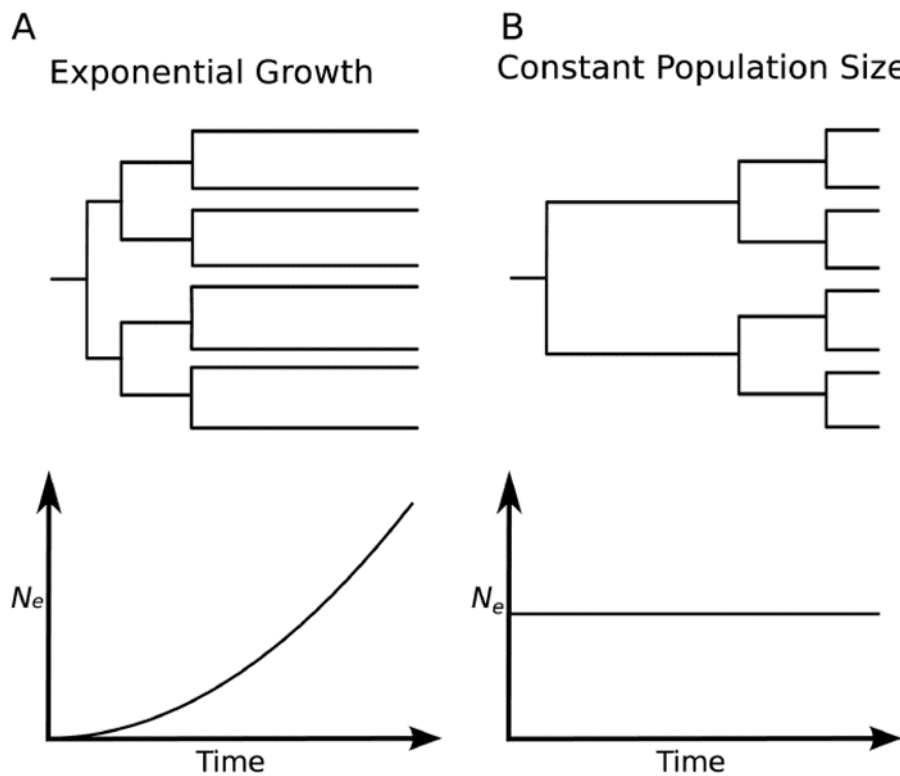 A
Exponential Growth
B
Constant Population Size
Ne
Time
Ne
Time